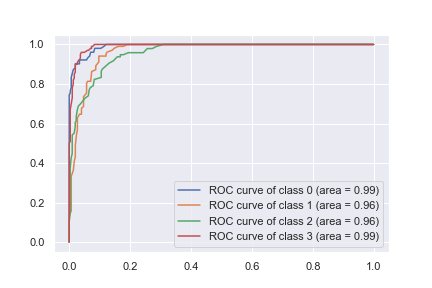 1.0
0.8
0.6
0.4
0.2
0.0
ROC curve of class 0 (area = 0.99)
ROC curve of class 1 (area = 0.96)
ROC curve of class 2 (area = 0.96)
ROC curve of class 3 (area = 0.99)
0.0 0.2 0.4 0.6 0.8 1.0